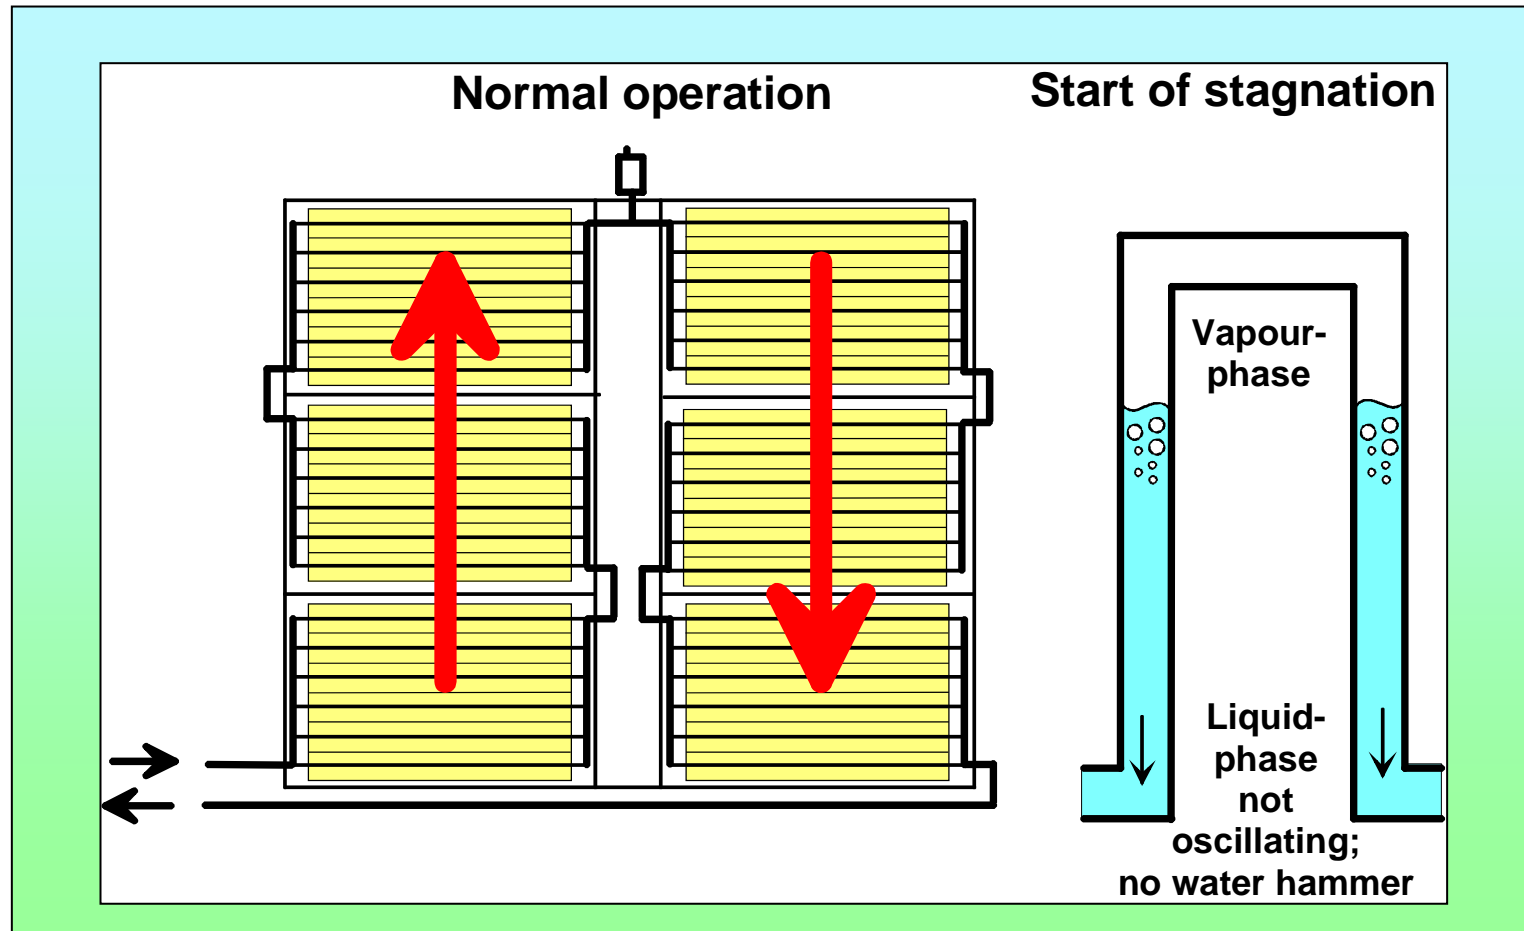 Normal operation
Start of stagnation
Vapour-
phase
Liquid-
phase
not
oscillating;
no water hammer